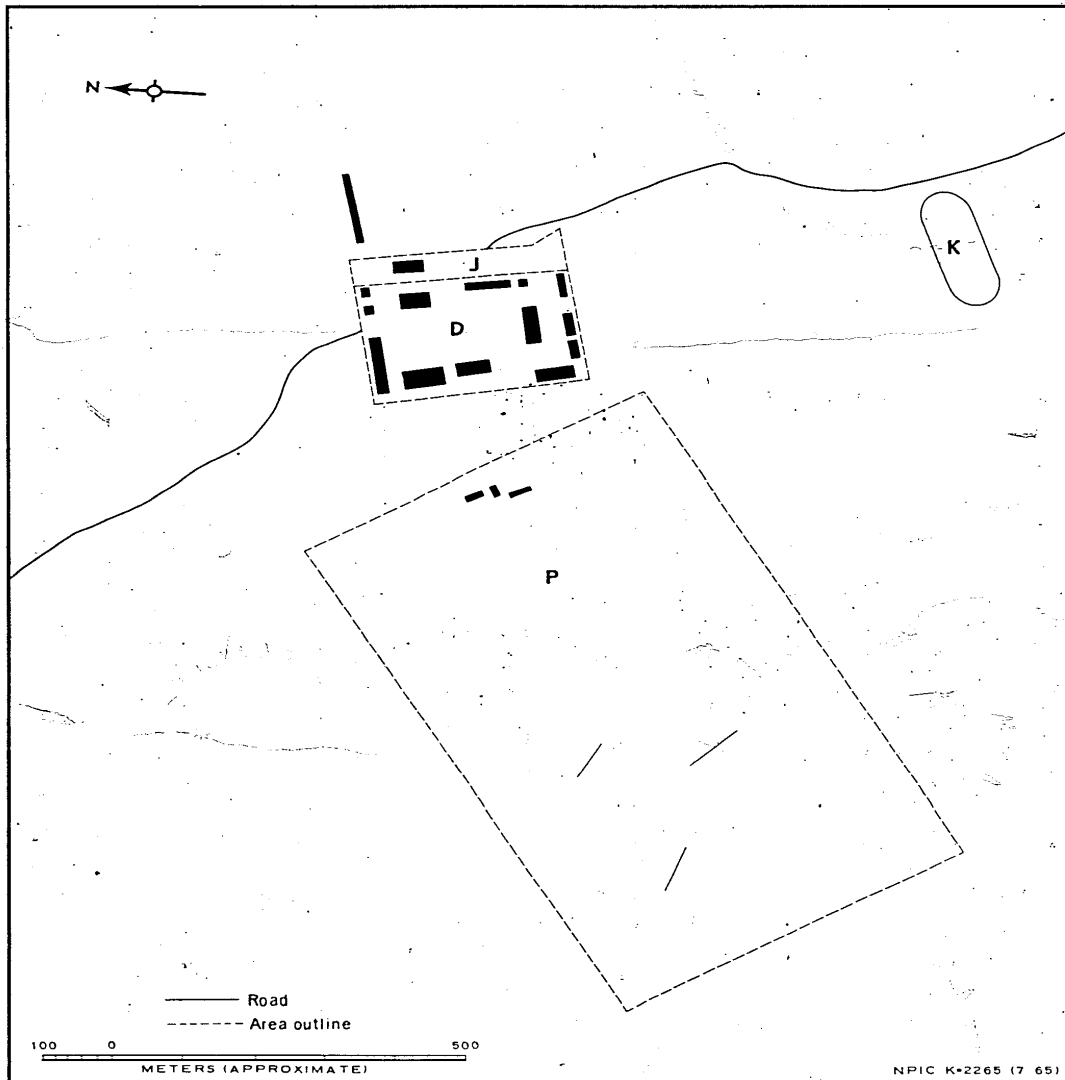 N
J
K
D
P
Road
Area outline
100 0 500
METERS (APPROXIMATE)
NPIC K-2265 (7 65)